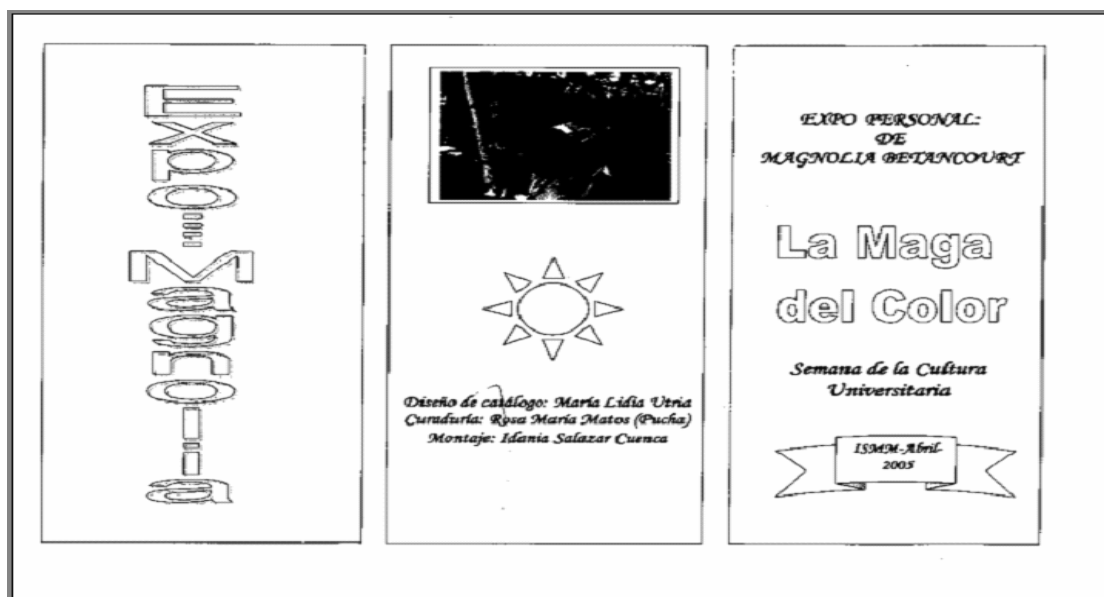 Expo: Magnolia
Diseño de catálogo: María Lidia Utria
Curaduría: Rosa María Matos (Pucha)
Montaje: Idania Salazar Cuenca
EXPO PERSONAL:
DE
MAGNOLIA BETANCOURT
La Maga
del Color
Semana de la Cultura
Universitaria
ISMM-Abril-
2005